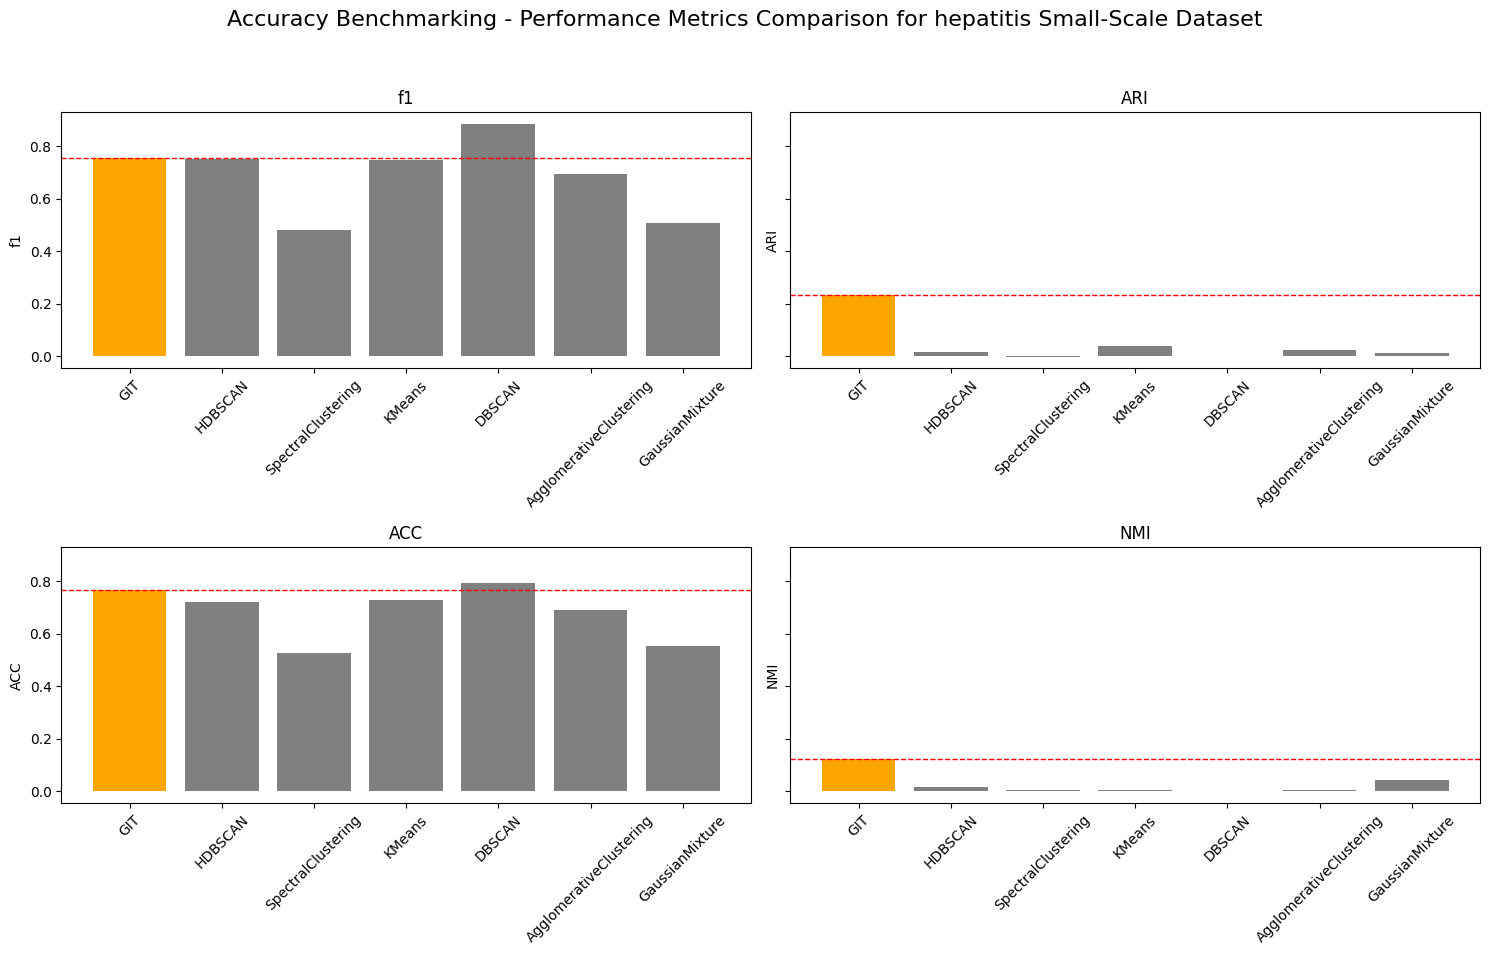 Accuracy Benchmarking - Performance Metrics Comparison for hepatitis Small-Scale Dataset
f1
f1
0.8
0.6
0.4
0.2
0.0
GIT
HDBSCAN
SpectralClustering
KMeans
DBSCAN
AgglomerativeClustering
GaussianMixture
ARI
ARI
GIT
HDBSCAN
SpectralClustering
KMeans
DBSCAN
AgglomerativeClustering
GaussianMixture
ACC
ACC
0.8
0.6
0.4
0.2
0.0
GIT
HDBSCAN
SpectralClustering
KMeans
DBSCAN
AgglomerativeClustering
GaussianMixture
NMI
NMI
GIT
HDBSCAN
SpectralClustering
KMeans
DBSCAN
AgglomerativeClustering
GaussianMixture